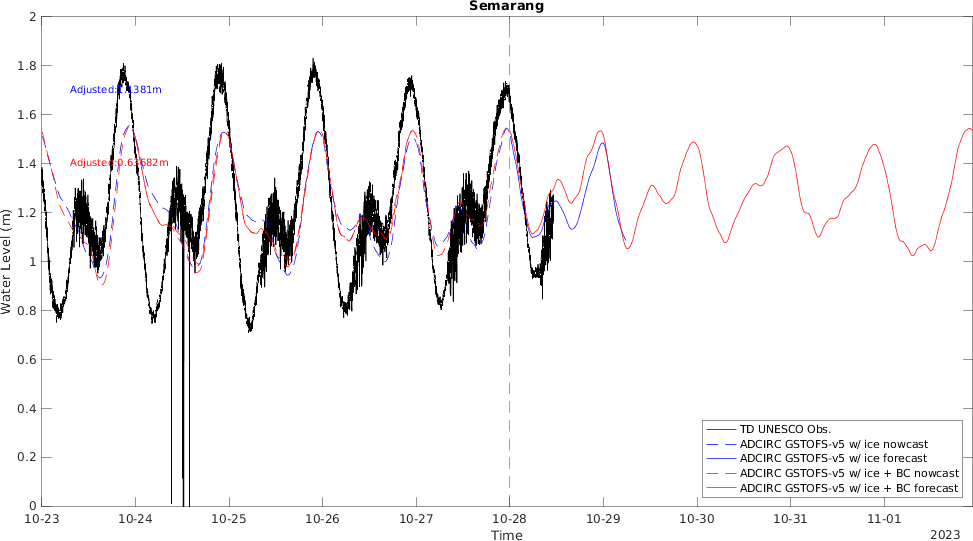 Semarang
Water Level (m)
2
1.8
1.6
1.4
1.2
1
0.8
0.6
0.4
0.2
0
Adjusted:
Adjusted:0.63682m
TD UNESCO Obs.
ADCIRC GSTOFS-v5 w/ ice nowcast
ADCIRC GSTOFS-v5 w/ ice forecast
ADCIRC GSTOFS-v5 w/ ice + BC nowcast
ADCIRC GSTOFS-v5 w/ ice + BC forecast
10-23 10-24 10-25 10-26 10-27 10-28 10-29 10-30 10-31 11-01
Time
2023